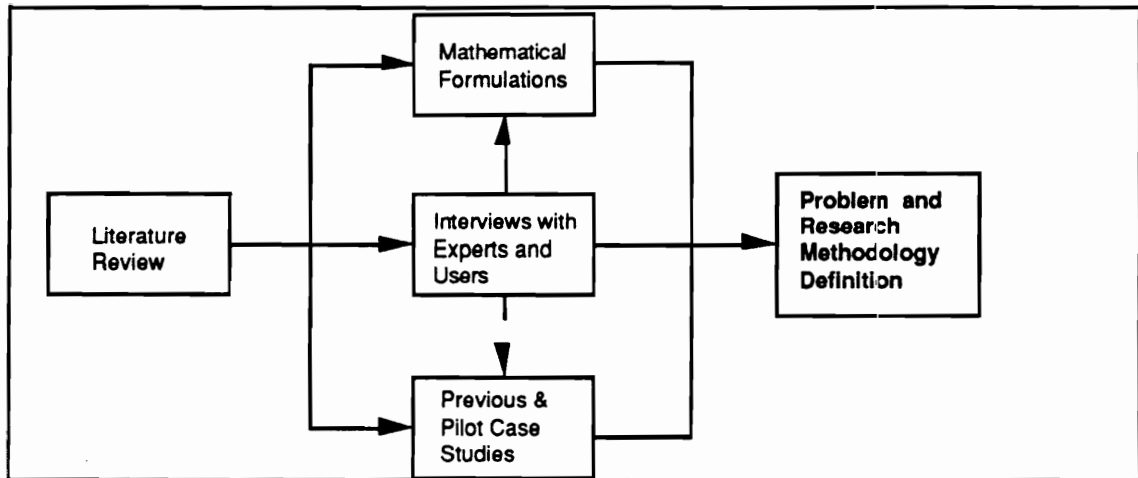 Mathematical
Formulations
Literature
Review
Interviews with
Experts and
Users
Problem and
Research
Methodology
Definition
Previous &
Pilot Case
Studies